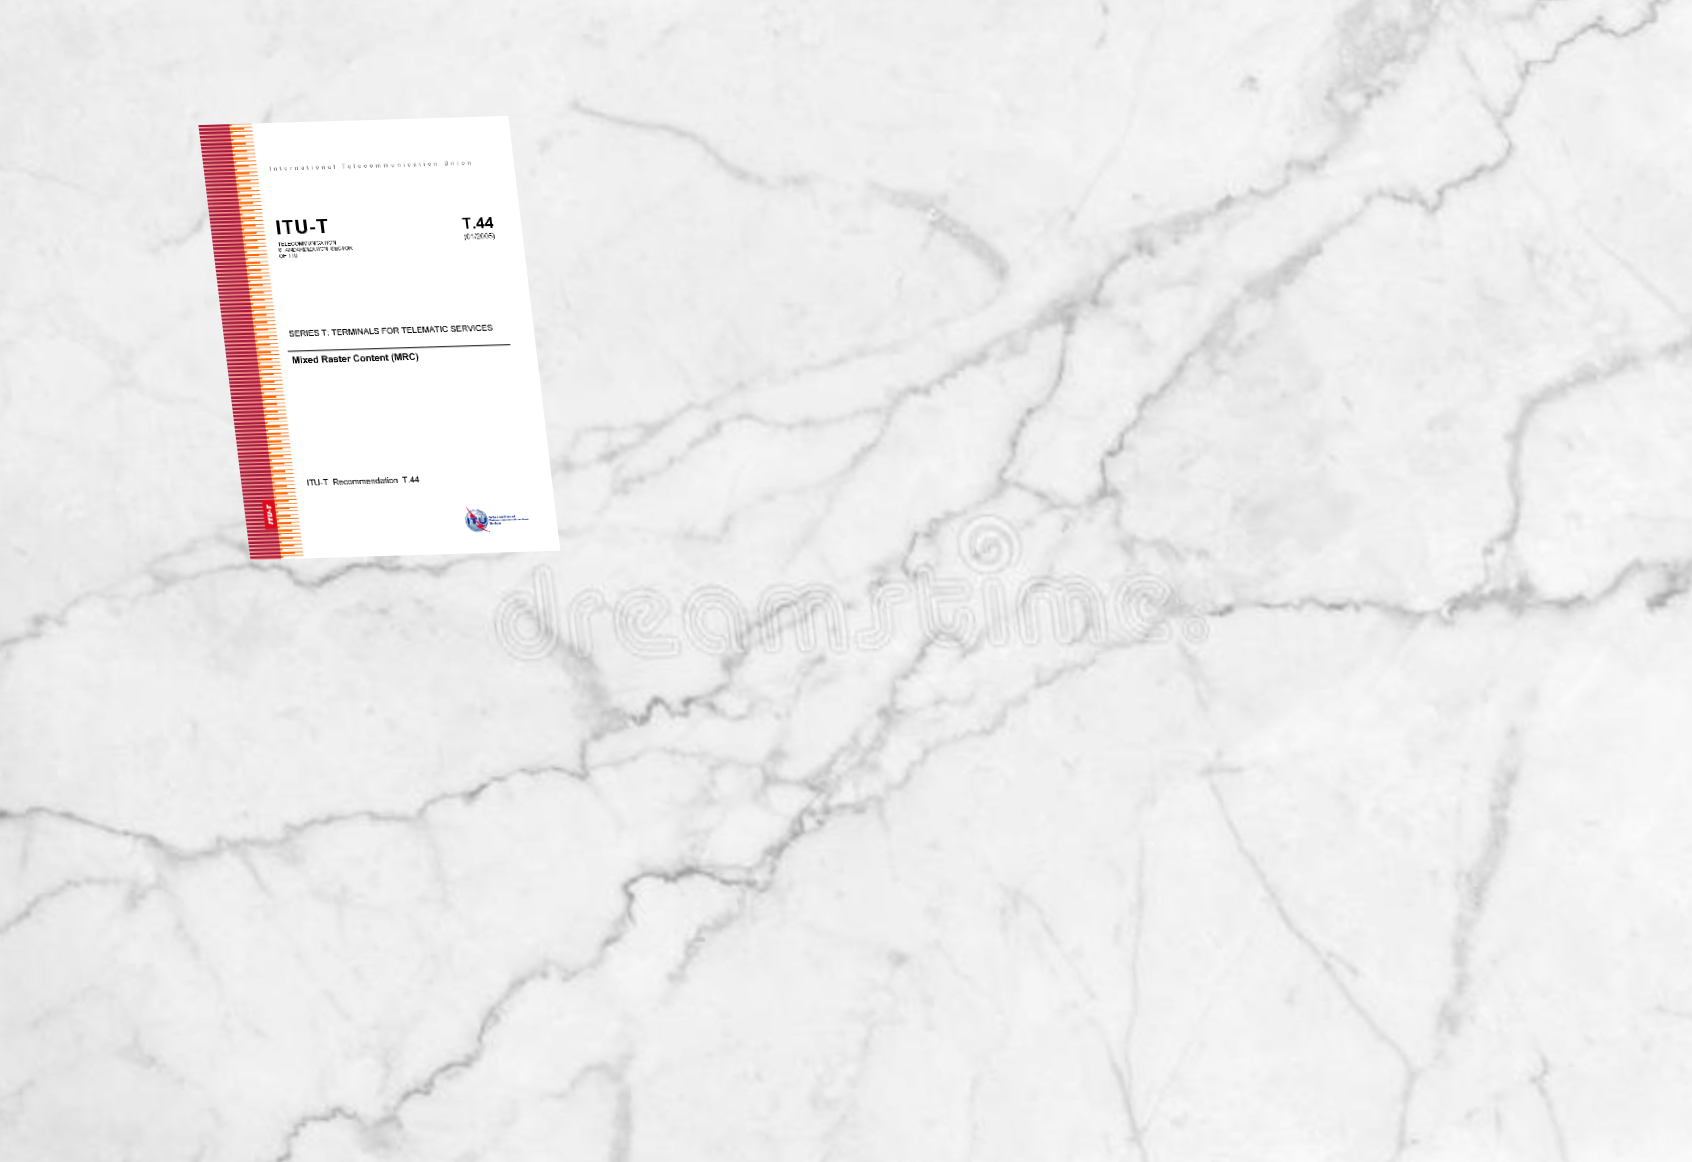 International Telecommunication Union
ITU-T
T.44
TELECOMMUNICATION
STANDARDIZATION SECTOR
OF ITU
(01/2005)
SERIES T: TERMINALS FOR TELEMATIC SERVICES
Mixed Raster Content (MRC)
ITU-T Recommendation T.44
ITU-T
ITU
International
Telecommunication
Union
dreamstime.